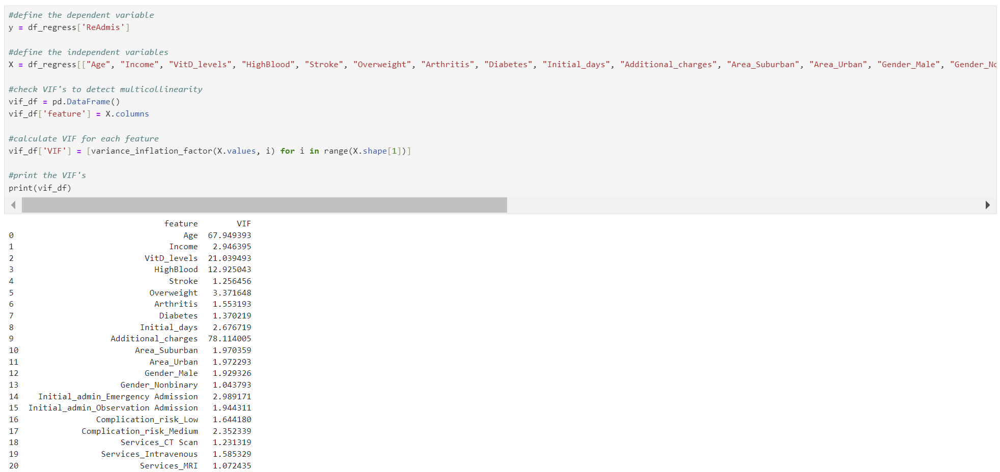 #define the dependent variable
y = df_regress['ReAdmis']
#define the independent variables
X = df_regress[["Age", "Income", "VitD_levels", "HighBlood", "Stroke", "Overweight", "Arthritis", "Diabetes", "Initial_days", "Additional_charges", "Area_Suburban", "Area_Urban", "Gender_Male",
#check VIF's to detect multicollinearity
vif_df = pd.DataFrame()
vif_df['feature'] = X.columns
#calculate VIF for each feature
vif_df['VIF'] = [variance_inflation_factor(X.values, i) for i in range(X.shape[1])]
#print the VIF's
print(vif_df)
feature VIF
0 Age 67.949393
1 Income 2.946395
2 VitD_levels 21.039493
3 HighBlood 12.925043
4 Stroke 1.256456
5 Overweight 3.371648
6 Arthritis 1.553193
7 Diabetes 1.370219
8 Initial_days 2.676719
9 Additional_charges 78.114005
10 Area_Suburban 1.970359
11 Area_Urban 1.972293
12 Gender_Male 1.929326
13 Gender_Nonbinary 1.043793
14 Initial_admin_Emergency Admission 2.989171
15 Initial_admin_Observation Admission 1.944311
16 Complication_risk_Low 1.644180
17 Complication_risk_Medium 2.352339
18 Services_CT Scan 1.231319
19 Services_Intravenous 1.585329
20 Services_MRI 1.072435